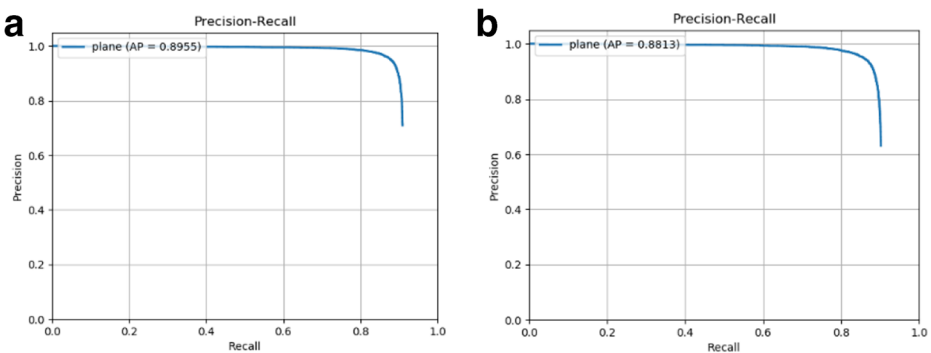 a
Precision-Recall
1.0
0.8
0.6
0.4
0.2
0.0
Precision
plane (AP = 0.8955)
0.0 0.2 0.4 0.6 0.8 1.0
Recall
b
Precision-Recall
1.0
0.8
0.6
0.4
0.2
0.0
Precision
plane (AP = 0.8813)
0.0 0.2 0.4 0.6 0.8 1.0
Recall